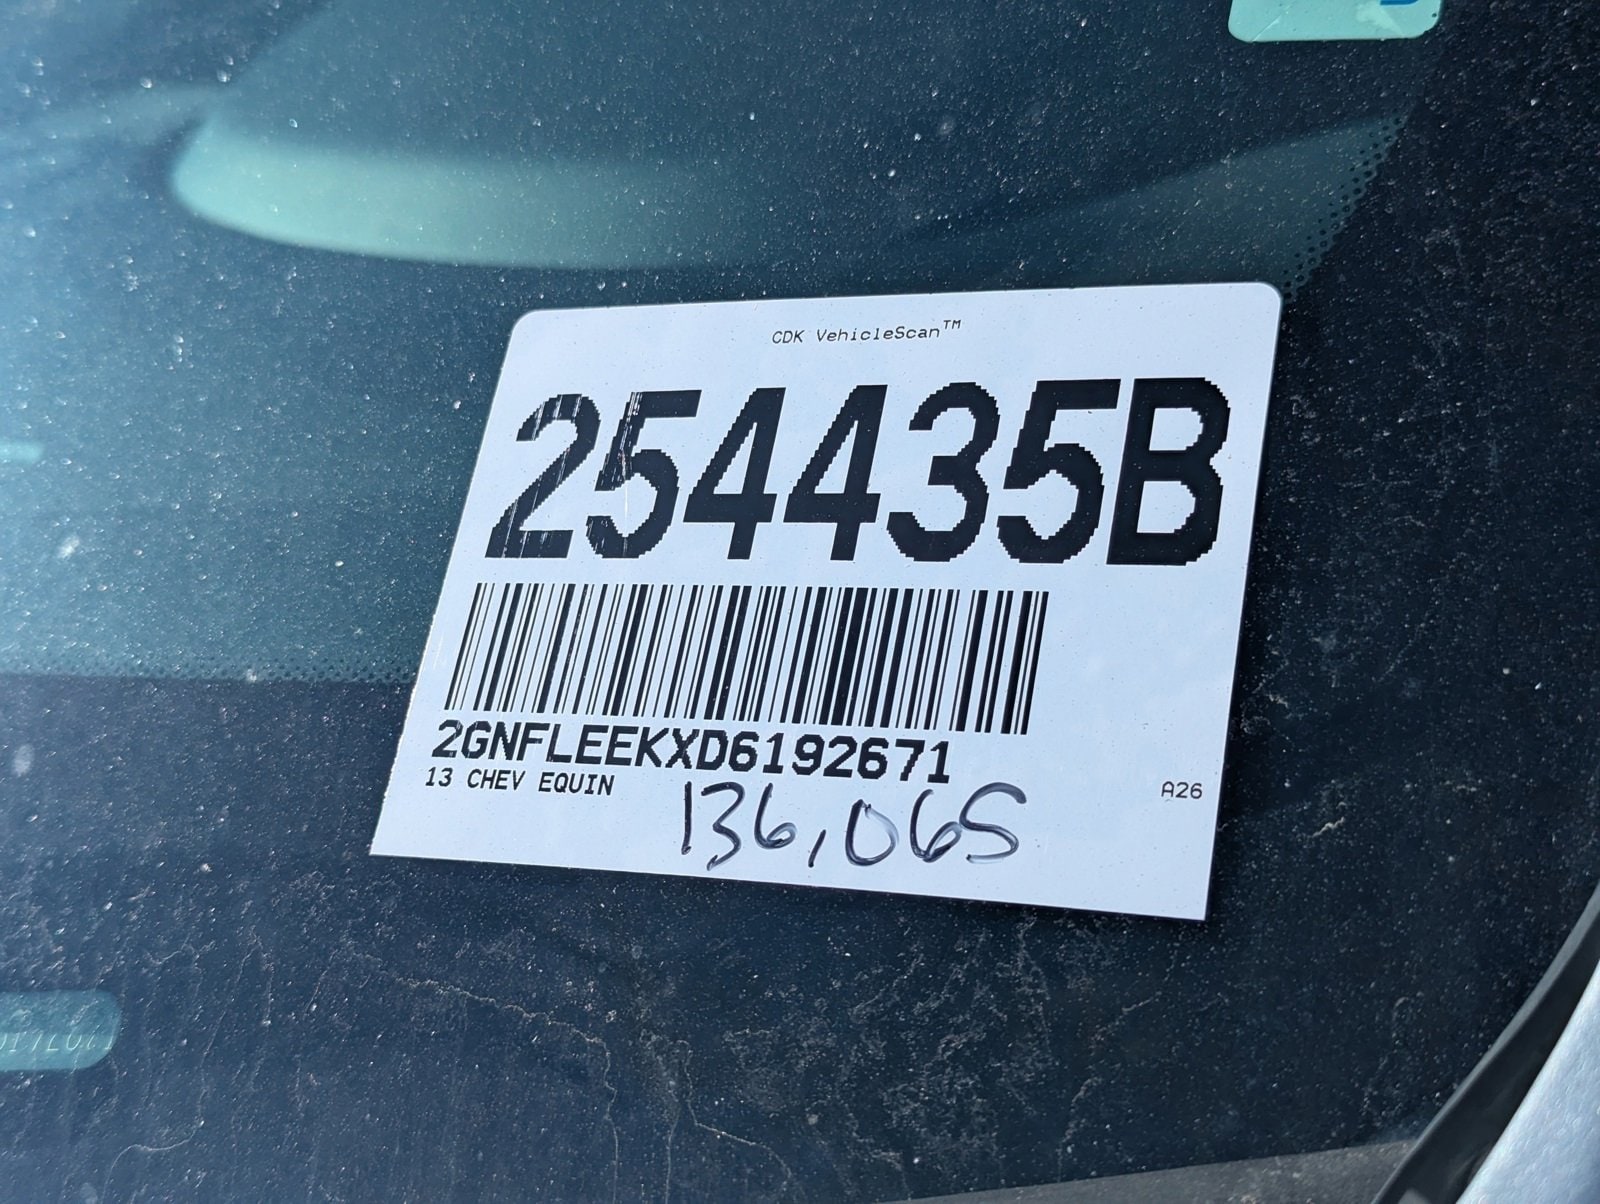 CDK VehicleScan™
254435B
2GNFLEEKXD6192671
13 CHEV EQUIN
A26
136,065